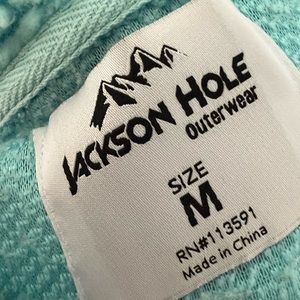 JACKSON HOLE
Outerwear
SIZE
M
RN#113591
Made in China